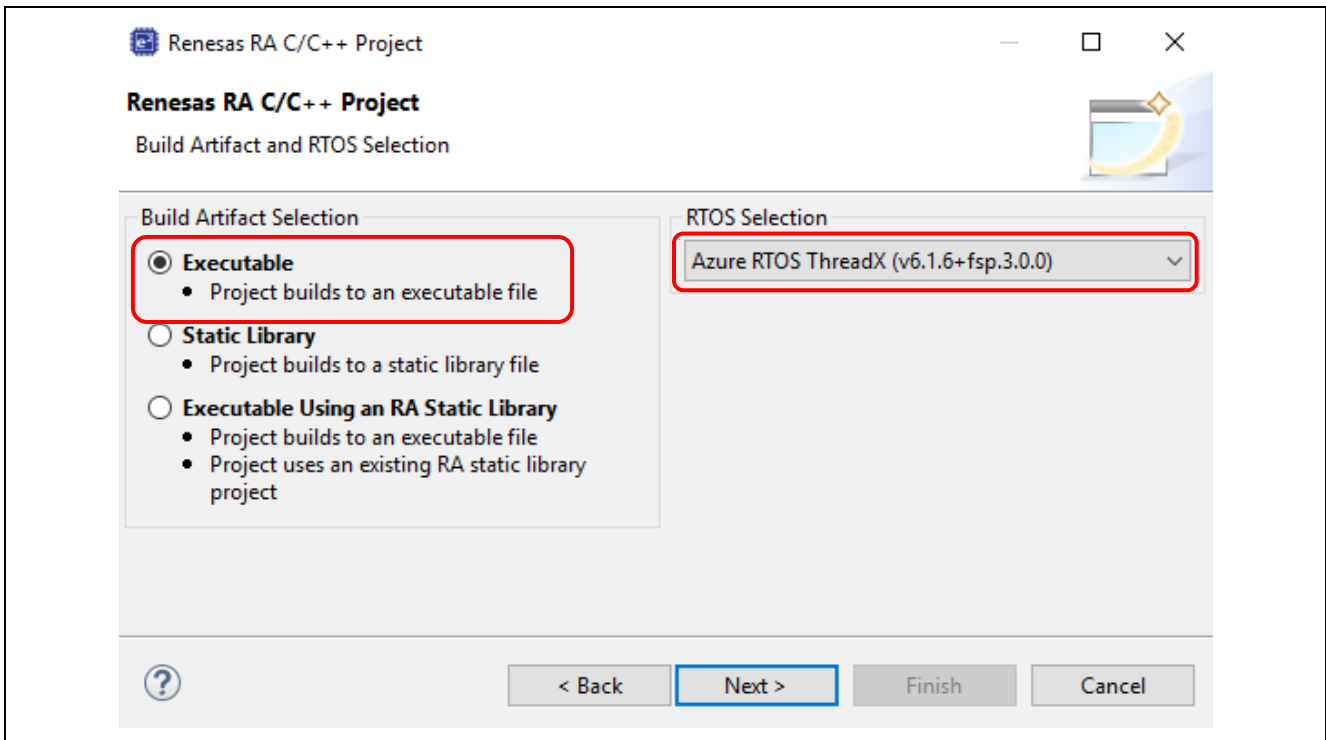 Renesas RA C/C++ Project
Renesas RA C/C++ Project
Build Artifact and RTOS Selection
Build Artifact Selection
Executable
• Project builds to an executable file
Static Library
• Project builds to a static library file
Executable Using an RA Static Library
• Project builds to an executable file
• Project uses an existing RA static library
project
RTOS Selection
Azure RTOS ThreadX (v6.1.6+fsp.3.0.0)
? < Back Next > Finish Cancel